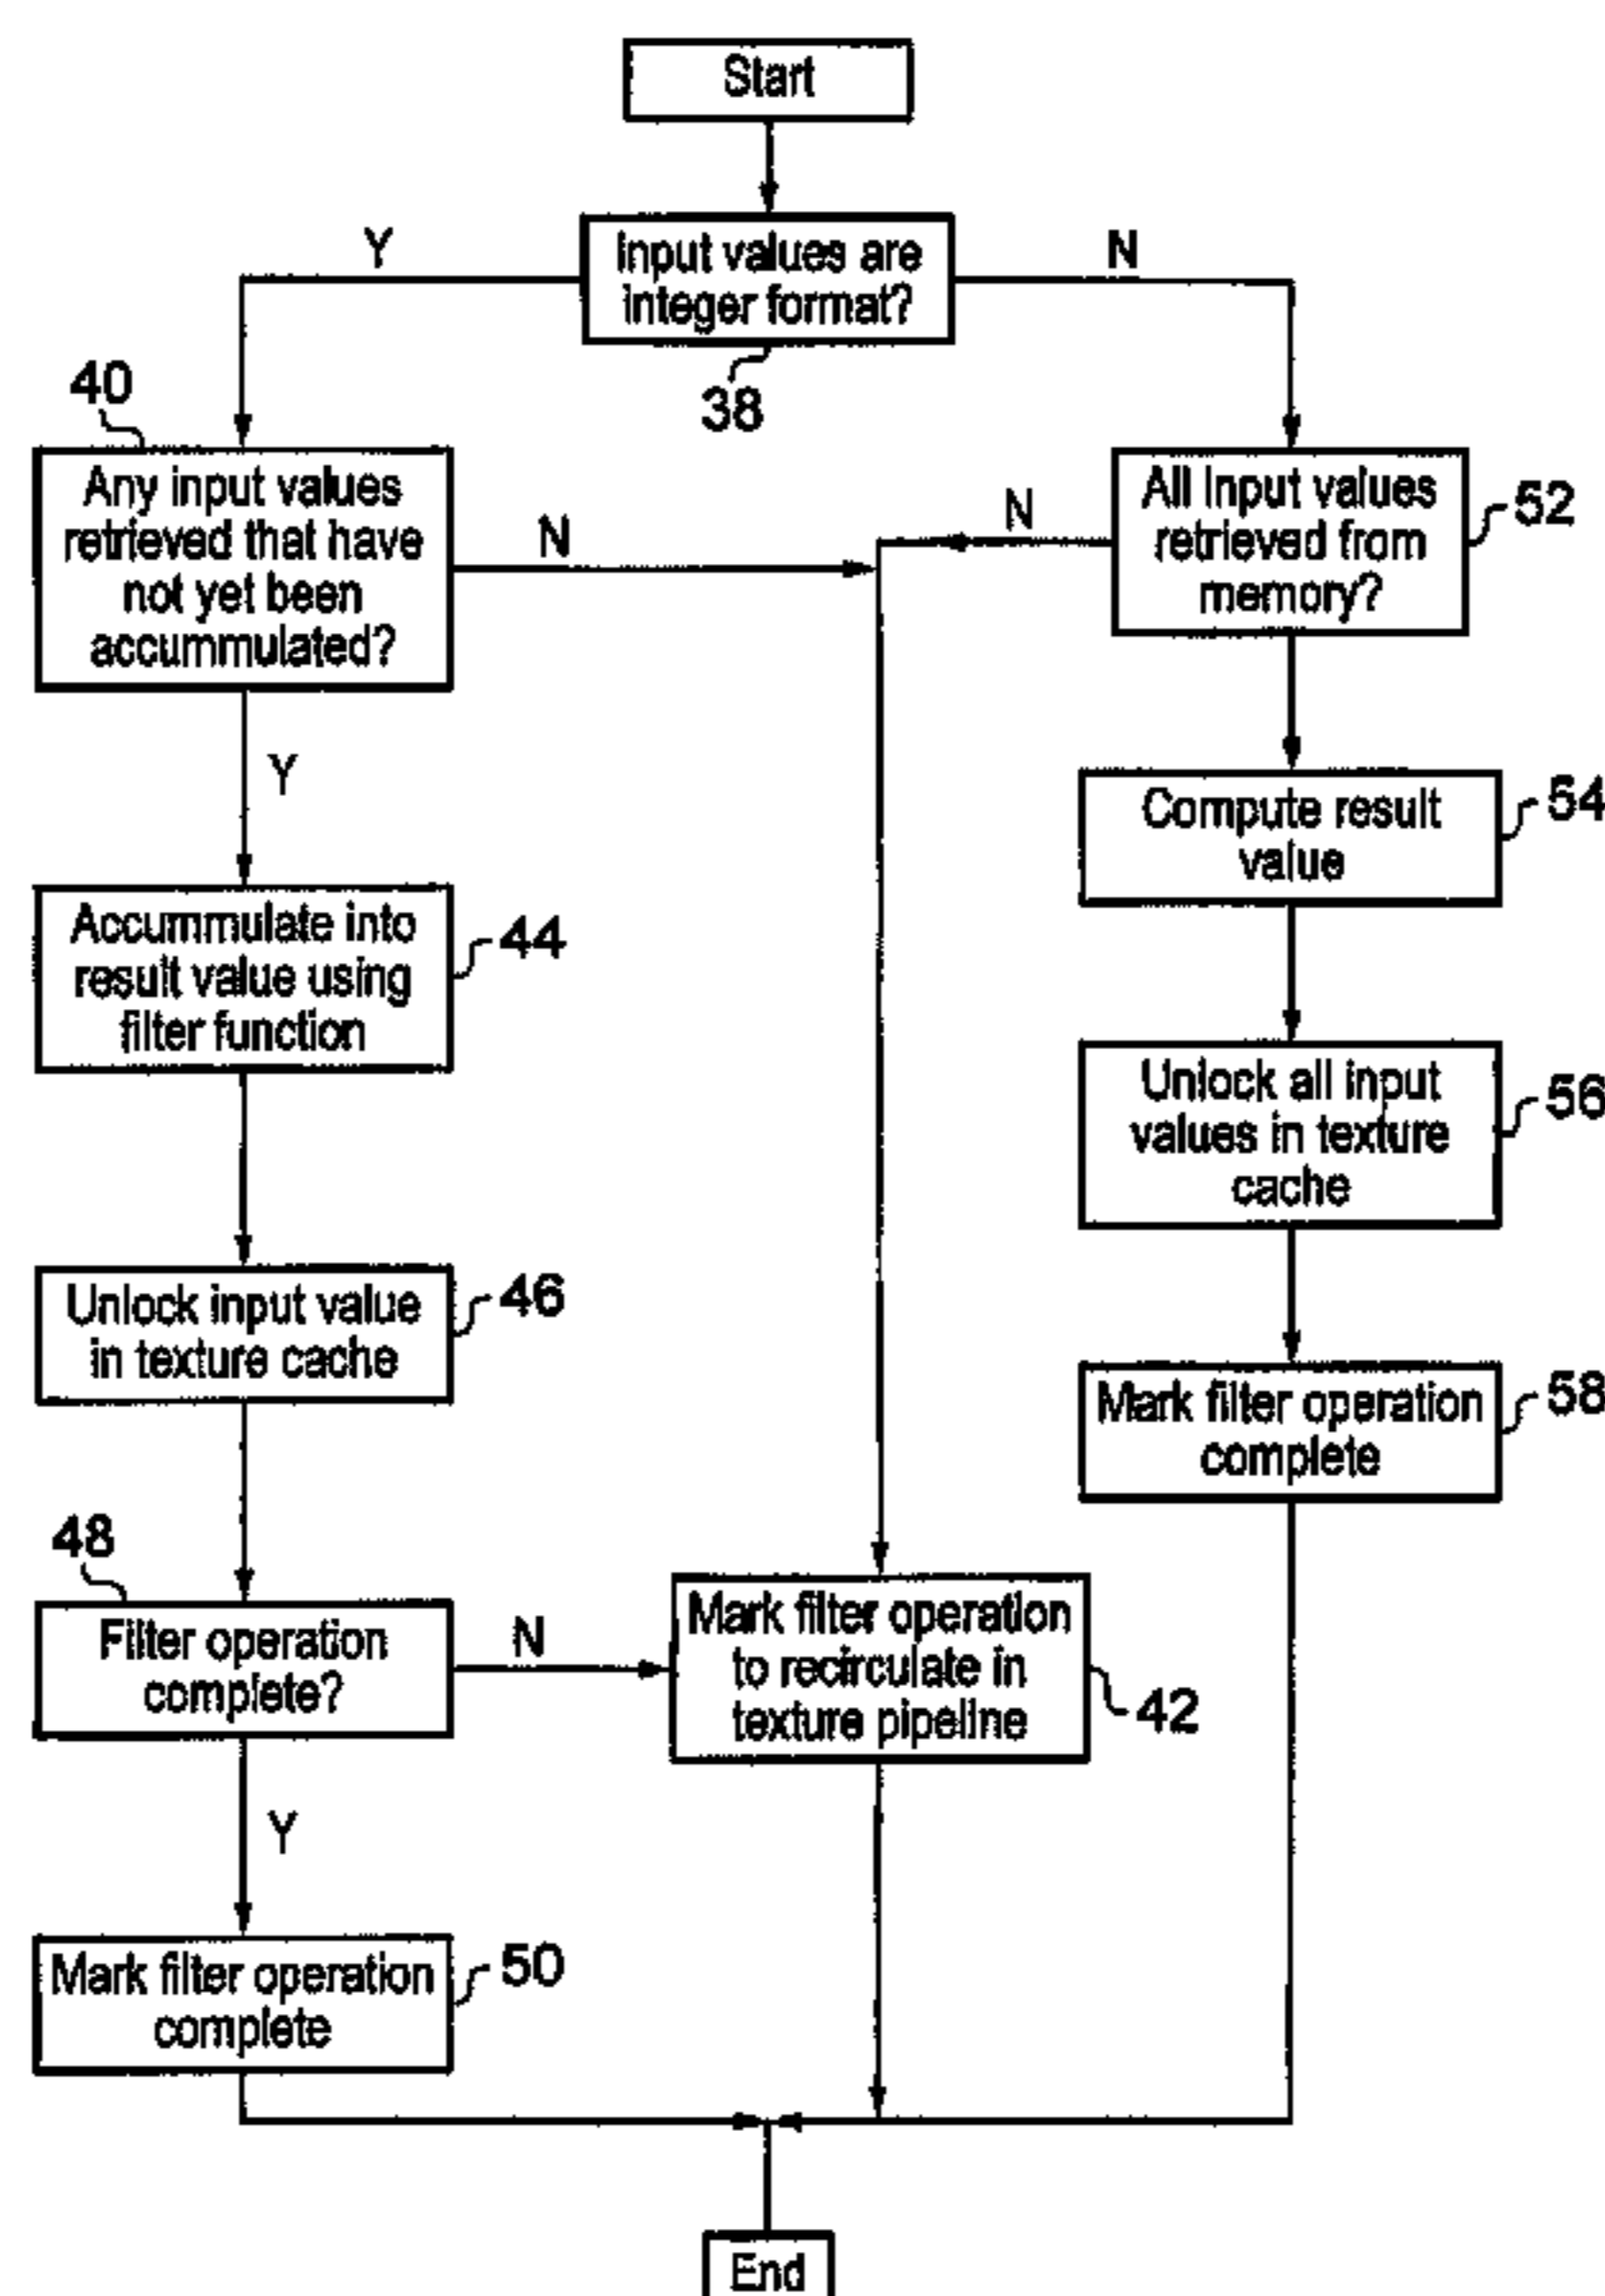 Start
Input values are
integer format?
Y
N
38
40
Any input values
retrieved that have
not yet been
accummulated?
N
N
All input values
retrieved from
memory?
52
Y
Compute result
value
54
Accummulate into
result value using
filter function
44
Unlock all input
values in texture
cache
56
Unlock input value
in texture cache
46
Mark filter operation
complete
58
48
Filter operation
complete?
N
Mark filter operation
to recirculate in
texture pipeline
42
Y
Mark filter operation
complete
50
End